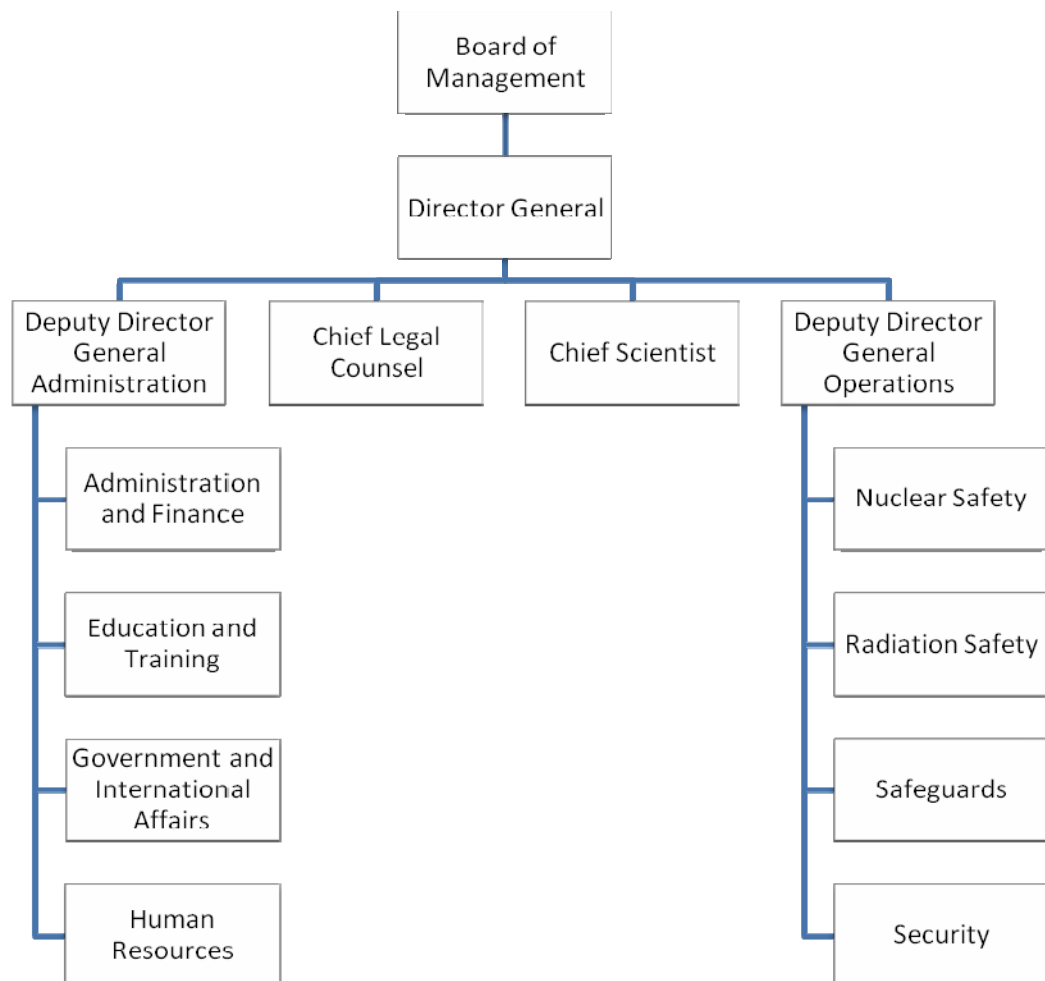 Board of
Management
Director General
Deputy Director
General
Administration
Chief Legal
Counsel
Chief Scientist
Deputy Director
General
Operations
Administration
and Finance
Education and
Training
Government and
International
Affairs
Human
Resources
Nuclear Safety
Radiation Safety
Safeguards
Security